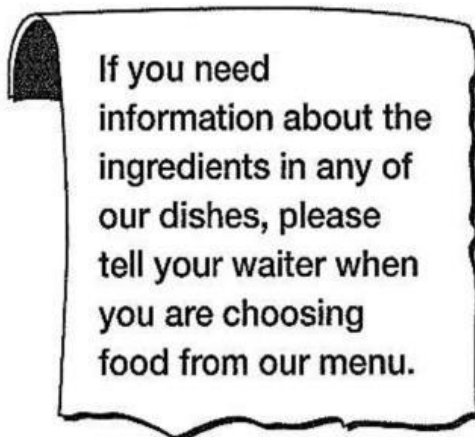 If you need
information about the
ingredients in any of
our dishes, please
tell your waiter when
you are choosing
food from our menu.